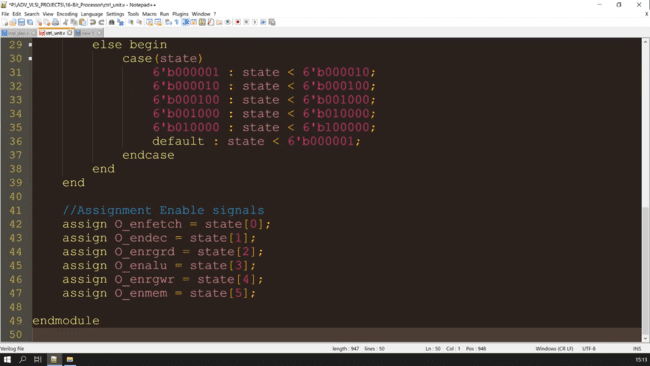 *P:\ADV_VLSI_PROJECTS\16-Bit_Processor\ctrl_unit.v - Notepad++
File Edit Search View Encoding Language Settings Tools Macro Run Plugins Window ?
ctrl_unit.v
29 else begin
30 case(state)
31 6'b000001 : state < 6'b000010;
32 6'b000010 : state < 6'b000100;
33 6'b000100 : state < 6'b001000;
34 6'b001000 : state < 6'b010000;
35 6'b010000 : state < 6'b100000;
36 default : state < 6'b000001;
37 endcase
38 end
39 end
40
41 //Assignment Enable signals
42 assign O_enfetch = state[0];
43 assign O_endec = state[1];
44 assign O_enrgrd = state[2];
45 assign O_enalu = state[3];
46 assign O_enrgwr = state[4];
47 assign O_enmem = state[5];
48
49 endmodule
50
Verilog file length : 947 lines : 50 Ln : 50 Col : 1 Pos : 948 Windows (CR LF) UTF-8 INS
15:11